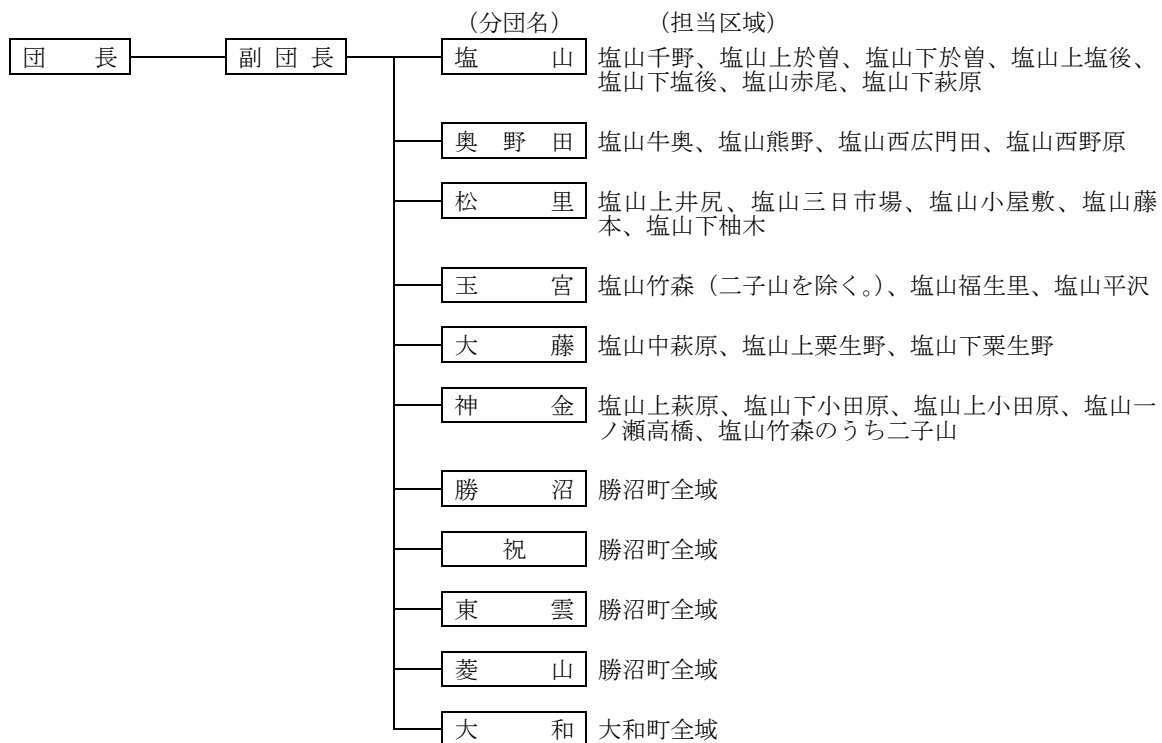 （分団名） （担当区域）
団長 副団長 塩山 塩山千野、塩山上於曽、塩山下於曽、塩山上塩後、
塩山下塩後、塩山赤尾、塩山下萩原
奥野田 塩山牛奥、塩山熊野、塩山西広門田、塩山西野原
松里 塩山上井尻、塩山三日市場、塩山小屋敷、塩山藤
本、塩山下柚木
玉宮 塩山竹森（二子山を除く。）、塩山福生里、塩山平沢
大藤 塩山中萩原、塩山上粟生野、塩山下粟生野
神金 塩山上萩原、塩山下小田原、塩山上小田原、塩山一
ノ瀬高橋、塩山竹森のうち二子山
勝沼 勝沼町全域
祝 勝沼町全域
東雲 勝沼町全域
菱山 勝沼町全域
大和 大和町全域